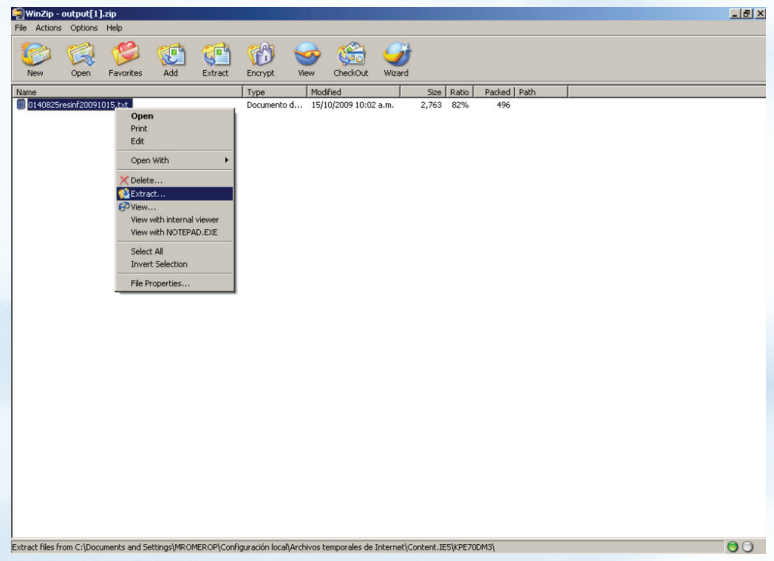 WinZip - output[1].zip
File Actions Options Help
New Open Favorites Add Extract Encrypt View CheckOut Wizard
Name Type Modified Size Ratio Packed Path
0140825resinf20091015.txt Documento d... 15/10/2009 10:02 a.m. 2,763 82% 496
Open
Print
Edit
Open With
Delete...
Extract...
View...
View with internal viewer
View with NOTEPAD.EXE
Select All
Invert Selection
File Properties...
Extract files from C:\Documents and Settings\MROMEROP\Configuración local\Archivos temporales de Internet\Content.IE5\KPE70DM3\